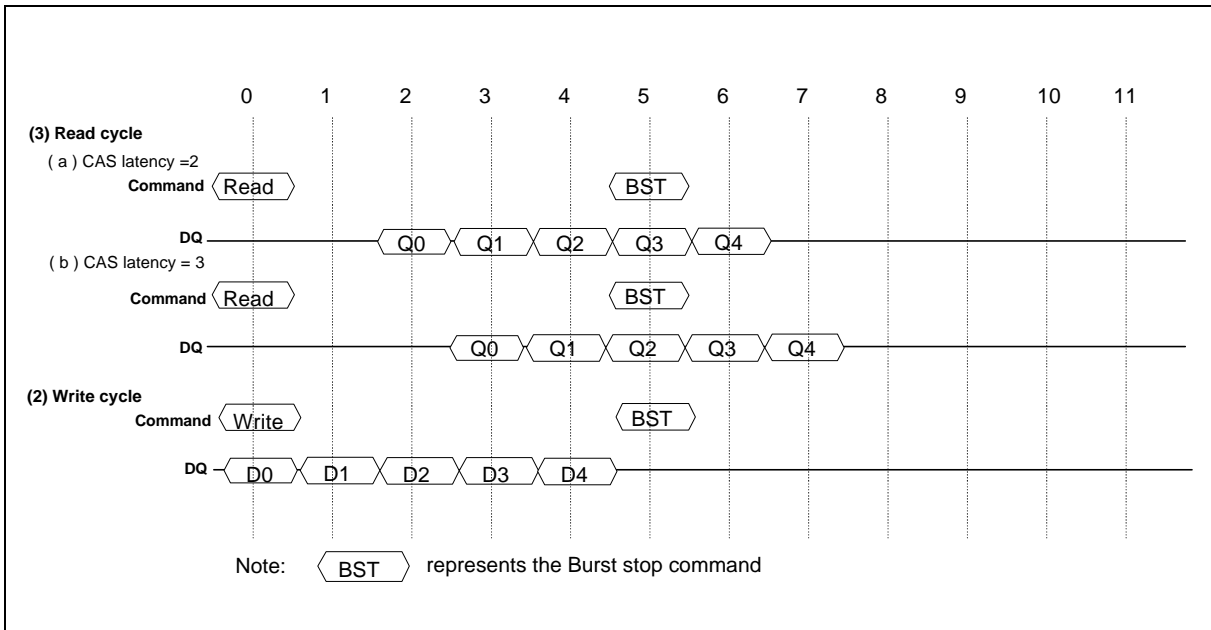 0 1 2 3 4 5 6 7 8 9 10 11
(3) Read cycle
( a ) CAS latency =2
Command Read BST
DQ Q0 Q1 Q2 Q3 Q4
( b ) CAS latency = 3
Command Read BST
DQ Q0 Q1 Q2 Q3 Q4
(2) Write cycle
Command Write BST
DQ D0 D1 D2 D3 D4
Note: BST represents the Burst stop command